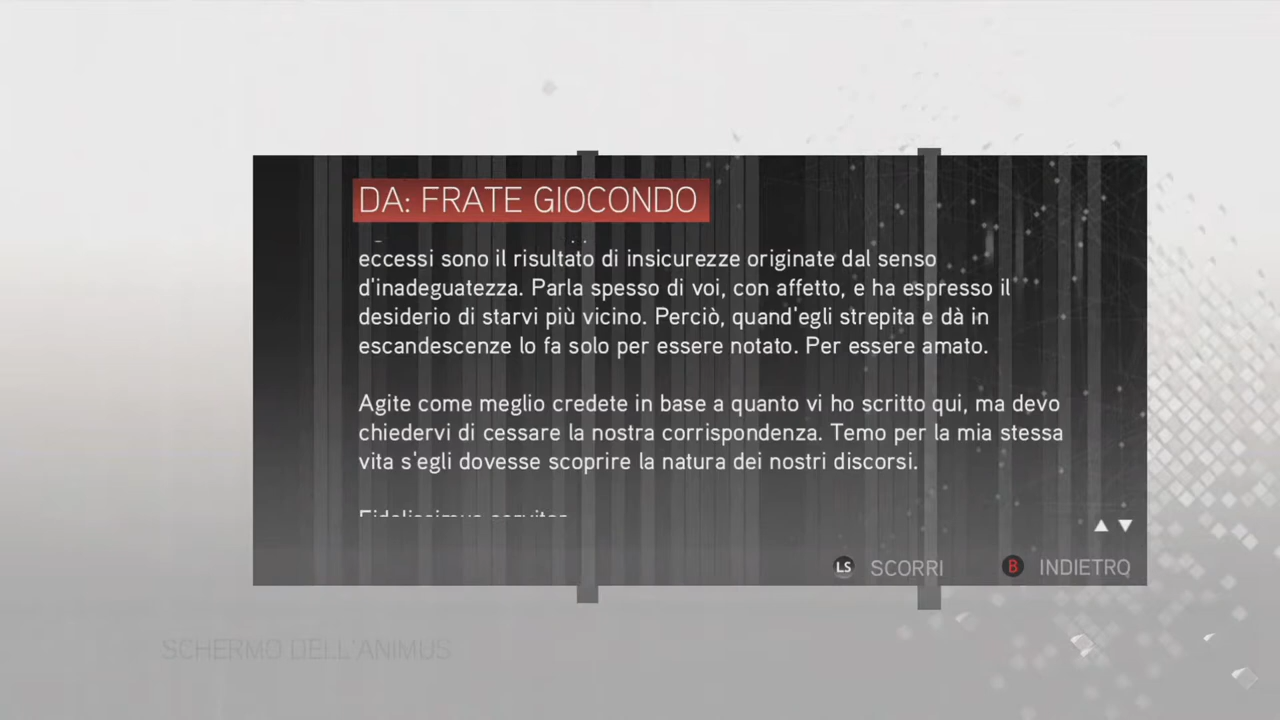 DA: FRATE GIOCONDO
eccessi sono il risultato di insicurezze originate dal senso
d'inadeguatezza. Parla spesso di voi, con affetto, e ha espresso il
desiderio di starvi più vicino. Perciò, quand'egli strepita e dà in
escandescenze lo fa solo per essere notato. Per essere amato.
Agite come meglio credete in base a quanto vi ho scritto qui, ma devo
chiedervi di cessare la nostra corrispondenza. Temo per la mia stessa
vita s'egli dovesse scoprire la natura dei nostri discorsi.
LS SCORRI B INDIETRO
SCHERMO DELL'ANIMUS